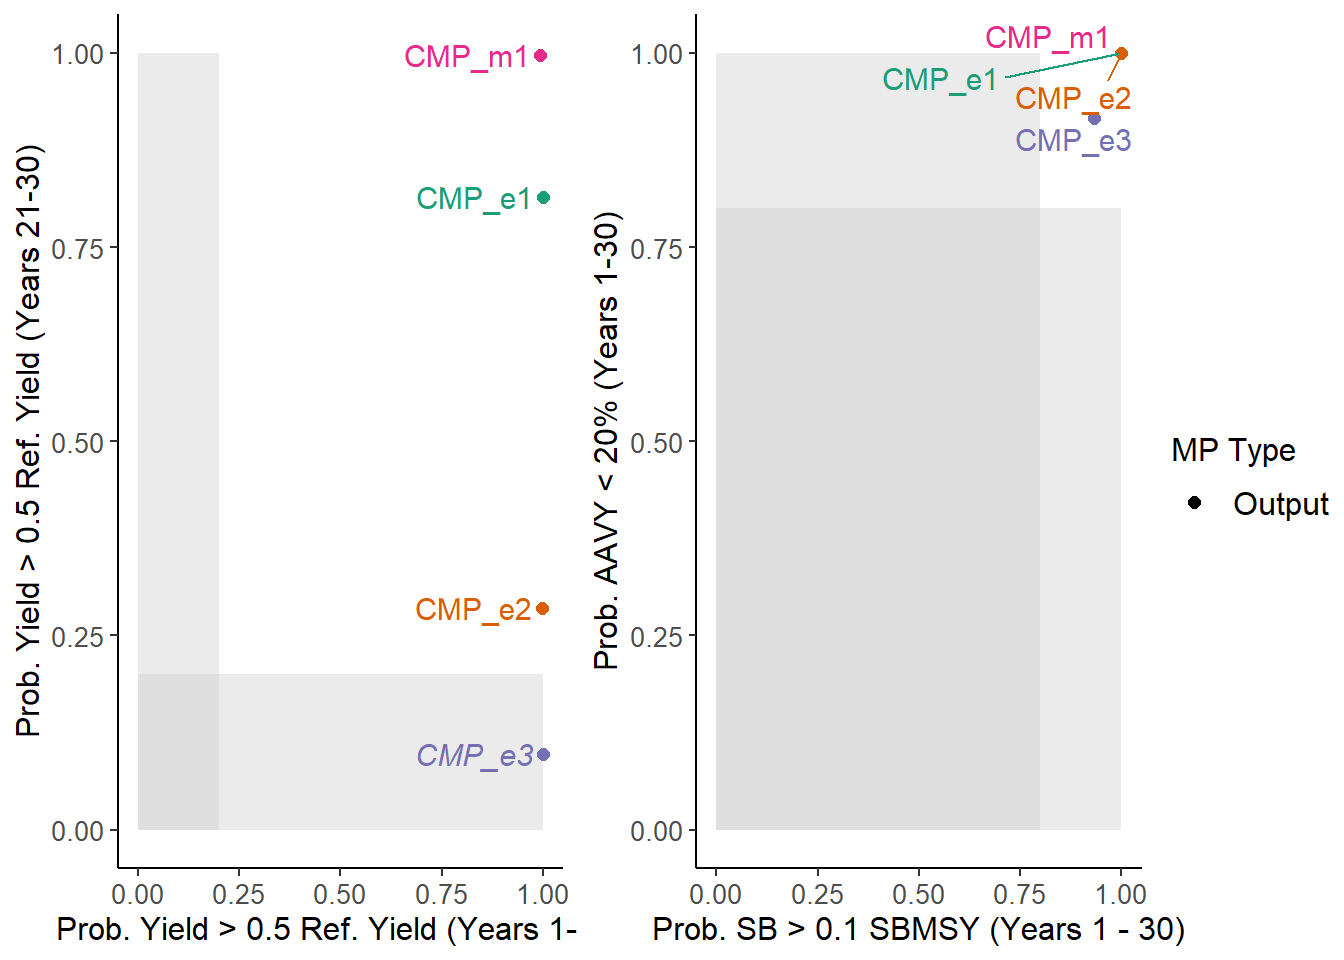 Prob. Yield > 0.5 Ref. Yield (Years 21-30)
1.00
0.75
0.50
0.25
0.00
CMP_m1
CMP_e1
CMP_e2
CMP_e3
0.00 0.25 0.50 0.75 1.00
Prob. Yield > 0.5 Ref. Yield (Years 1-
Prob. AAVY < 20% (Years 1-30)
1.00
0.75
0.50
0.25
0.00
CMP_m1
CMP_e1
CMP_e2
CMP_e3
0.00 0.25 0.50 0.75 1.00
Prob. SB > 0.1 SBMSY (Years 1 - 30)
MP Type
Output